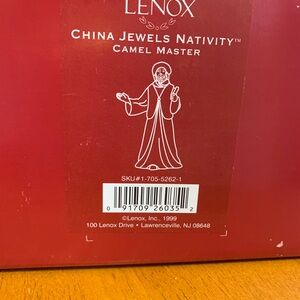 LENOX
CHINA JEWELS NATIVITY™
CAMEL MASTER
SKU#1-705-5262-1
0 91709 26035 2
©Lenox, Inc., 1999
100 Lenox Drive • Lawrenceville, NJ 08648